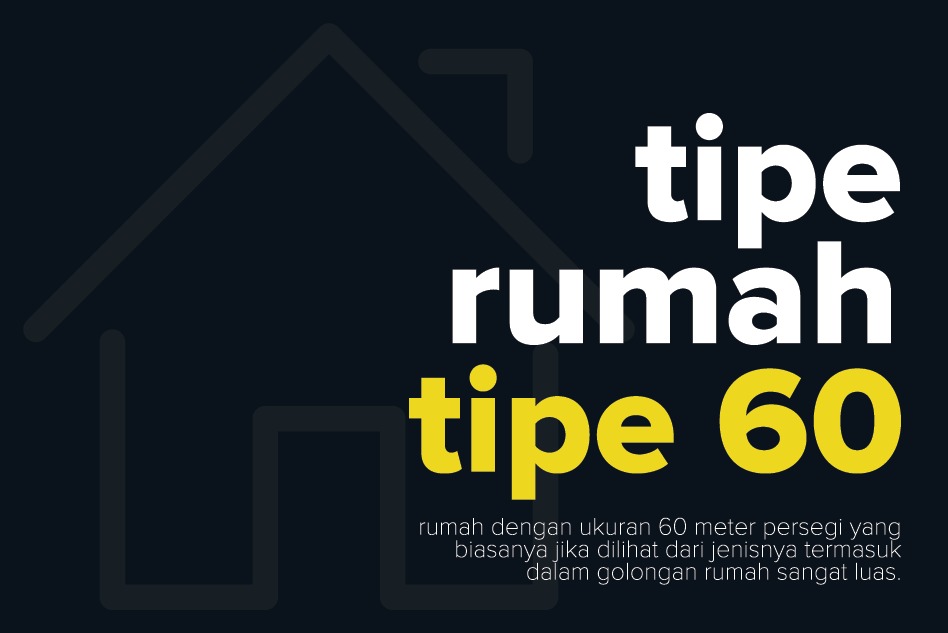 tipe
rumah
tipe 60
rumah dengan ukuran 60 meter persegi yang
biasanya jika dilihat dari jenisnya termasuk
dalam golongan rumah sangat luas.